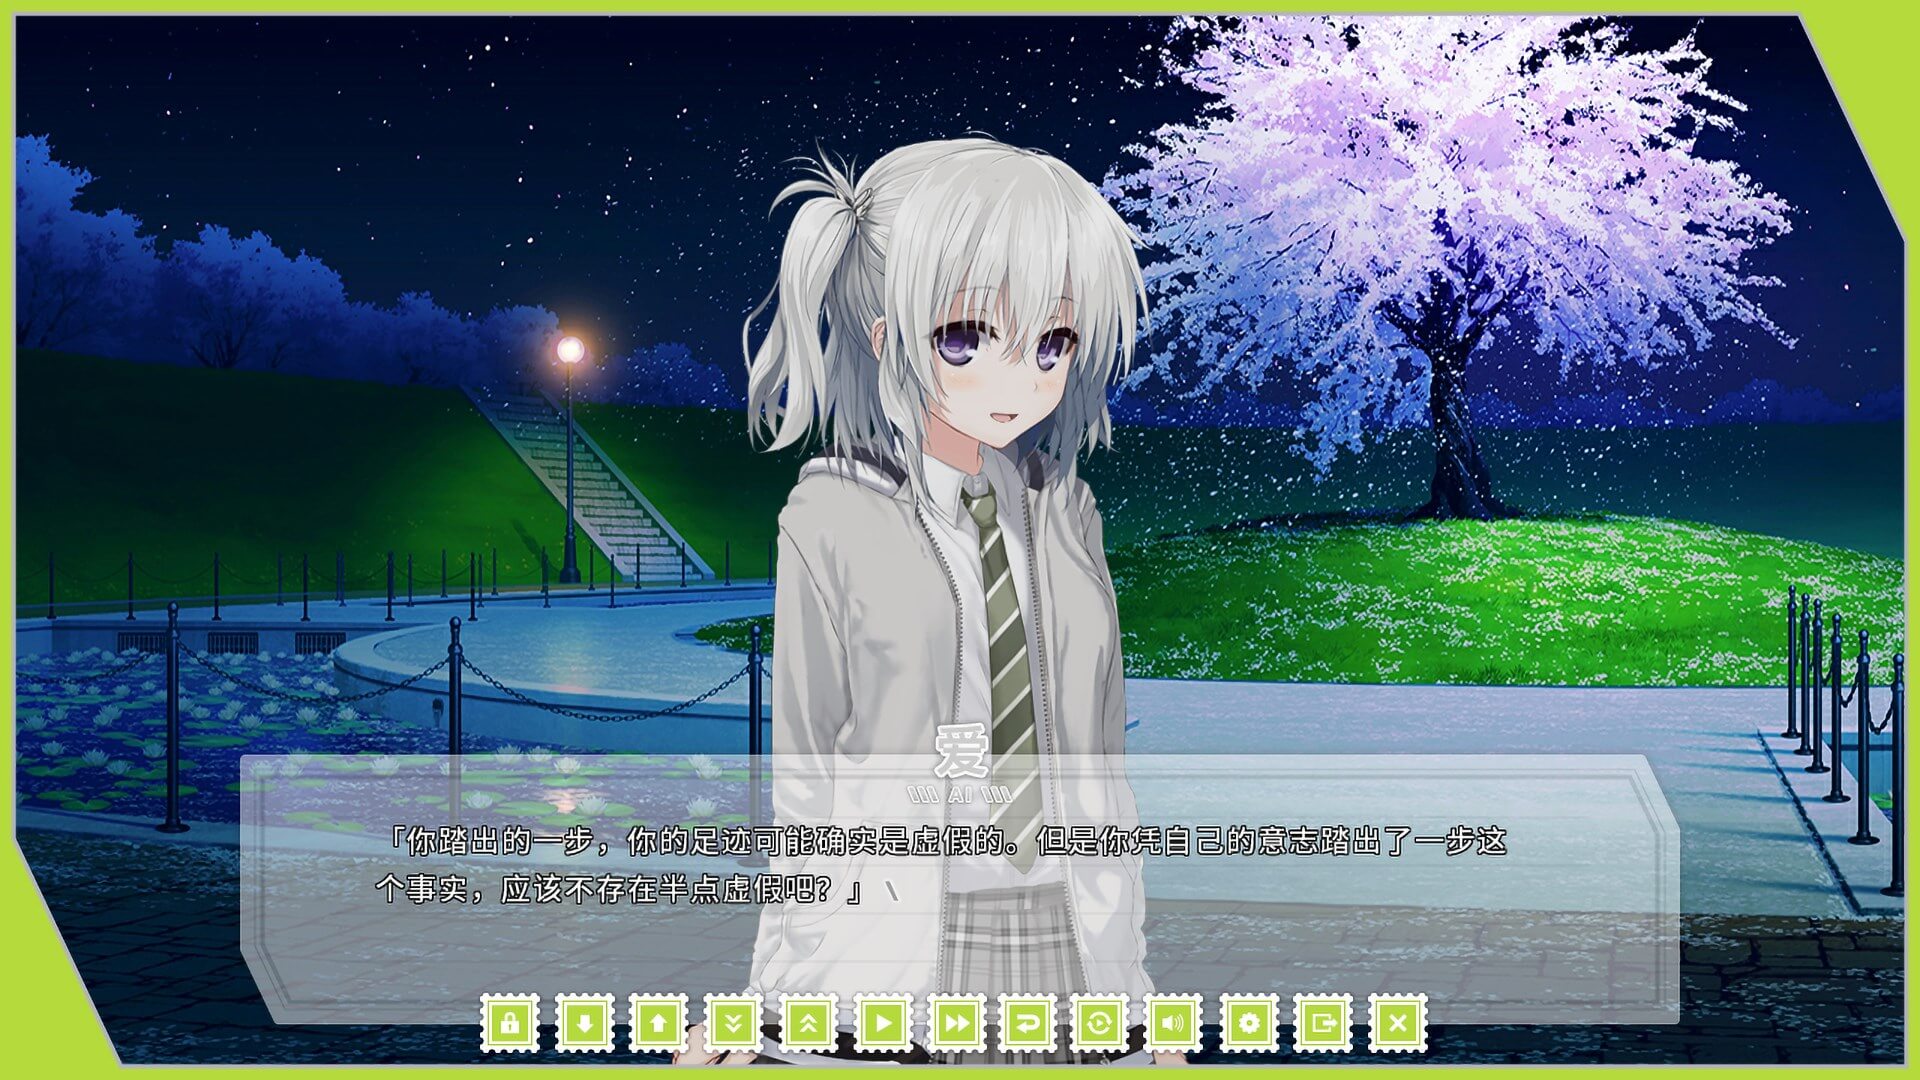 爱
AI
「你踏出的一步，你的足迹可能确实是虚假的。但是你凭自己的意志踏出了一步这
个事实，应该不存在半点虚假吧？」